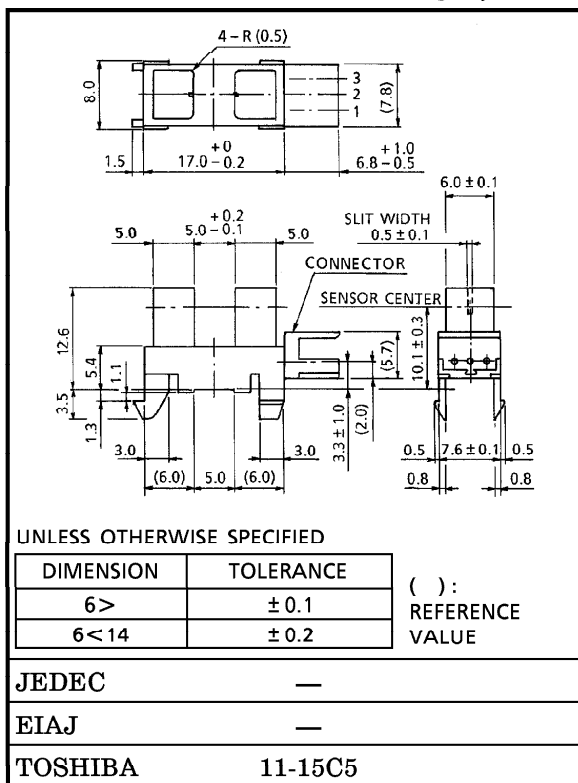 4 – R (0.5)
8.0
3
2
1
(7.8)
1.5
+0
17.0 – 0.2
+1.0
6.8 – 0.5
6.0 ± 0.1
5.0
+0.2
5.0 – 0.1
5.0
SLIT WIDTH
0.5 ± 0.1
CONNECTOR
SENSOR CENTER
12.6
5.4
1.1
3.5
1.3
(5.7)
10.1 ± 0.3
3.3 ± 1.0
(2.0)
3.0
3.0
(6.0)
5.0
(6.0)
0.5
7.6 ± 0.1
0.5
0.8
0.8
UNLESS OTHERWISE SPECIFIED
DIMENSION TOLERANCE
6> ± 0.1
6<14 ± 0.2
( ) :
REFERENCE
VALUE
JEDEC —
EIAJ —
TOSHIBA 11-15C5